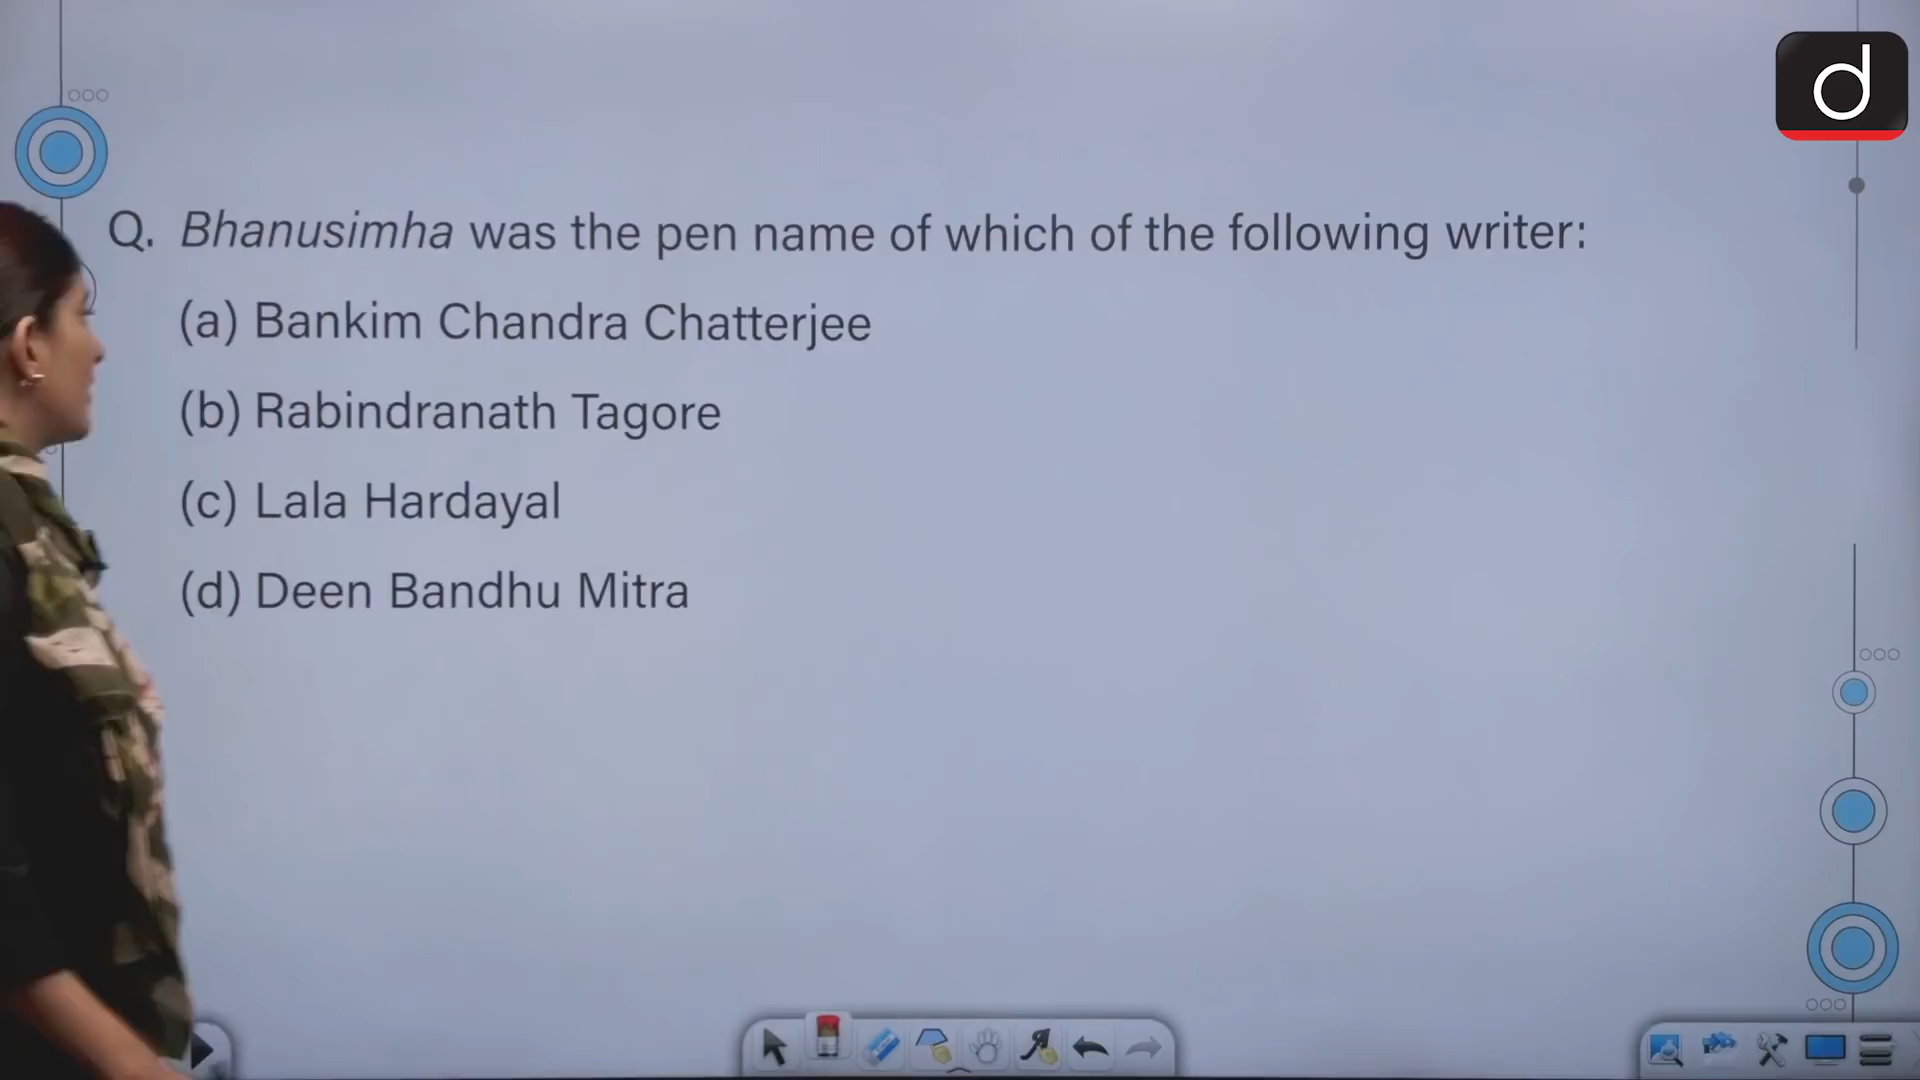 d
Q. Bhanusimha was the pen name of which of the following writer:
(a) Bankim Chandra Chatterjee
(b) Rabindranath Tagore
(c) Lala Hardayal
(d) Deen Bandhu Mitra